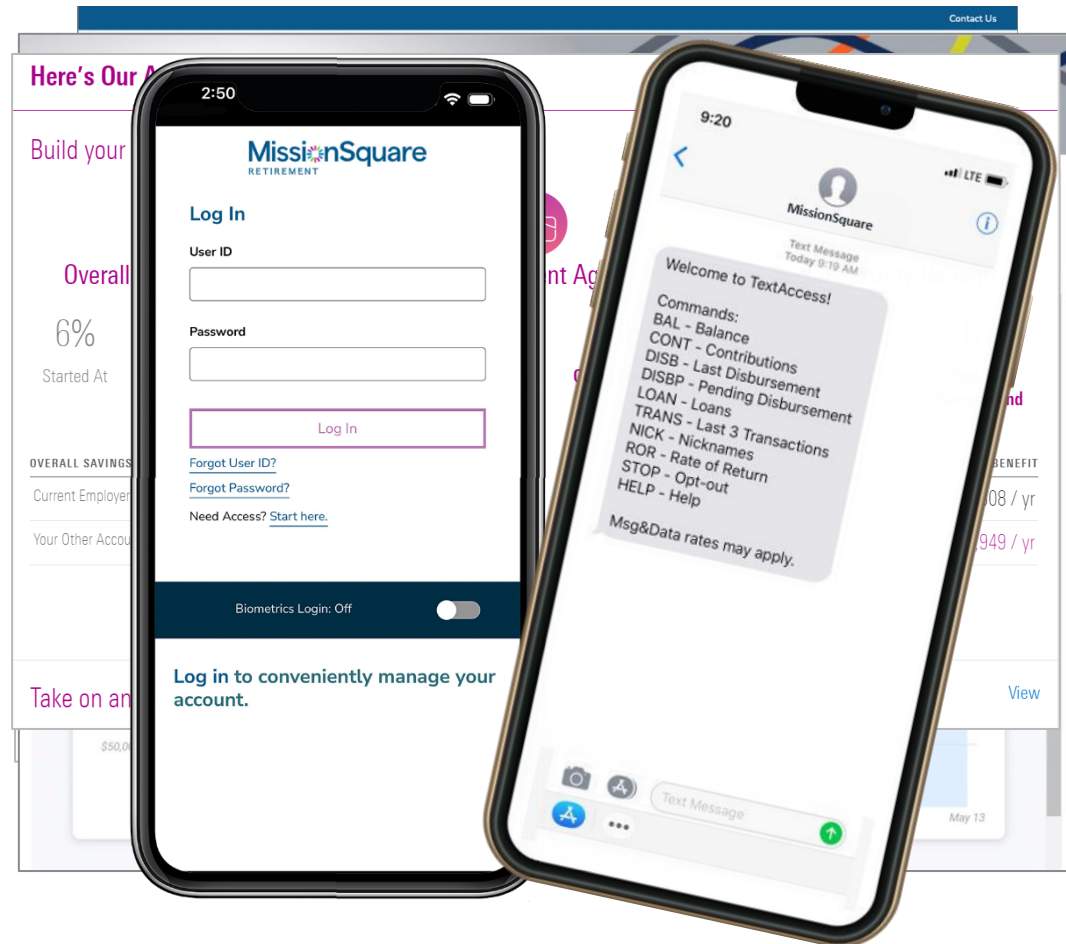 Contact Us
Here's Our
Build your
Overall
6%
Started At
OVERALL SAVINGS
Current Employer
Your Other
Take on an
$50,00
2:50
MissionSquare
RETIREMENT
Log In
User ID
Password
Log In
Forgot User ID?
Forgot Password?
Need Access? Start here.
Biometrics Login: Off
Log in to conveniently manage your
account.
9:20
LTE
MissionSquare
Text Message
Today 9:19 AM
Welcome to TextAccess!
Commands:
BAL - Balance
CONT - Contributions
DISB - Last Disbursement
DISBP - Pending Disbursement
LOAN - Loans
TRANS - Last 3 Transactions
NICK - Nicknames
ROR - Rate of Return
STOP - Opt-out
HELP - Help
Msg&Data rates may apply.
Text Message
BENEFIT
08 / yr
,949 / yr
View
May 13